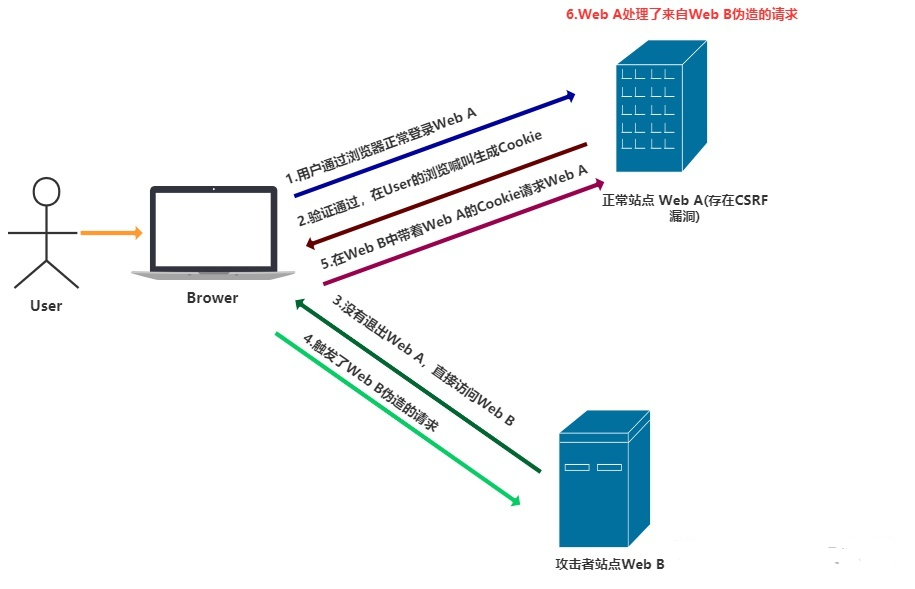 6.Web A处理了来自Web B伪造的请求
1.用户通过浏览器正常登录Web A
2.验证通过，在User的浏览喊叫生成Cookie
5.在Web B中带着Web A的Cookie请求Web A
正常站点 Web A(存在CSRF
漏洞)
User
Brower
3.没有退出Web A，直接访问Web B
4.触发了Web B伪造的请求
攻击者站点Web B